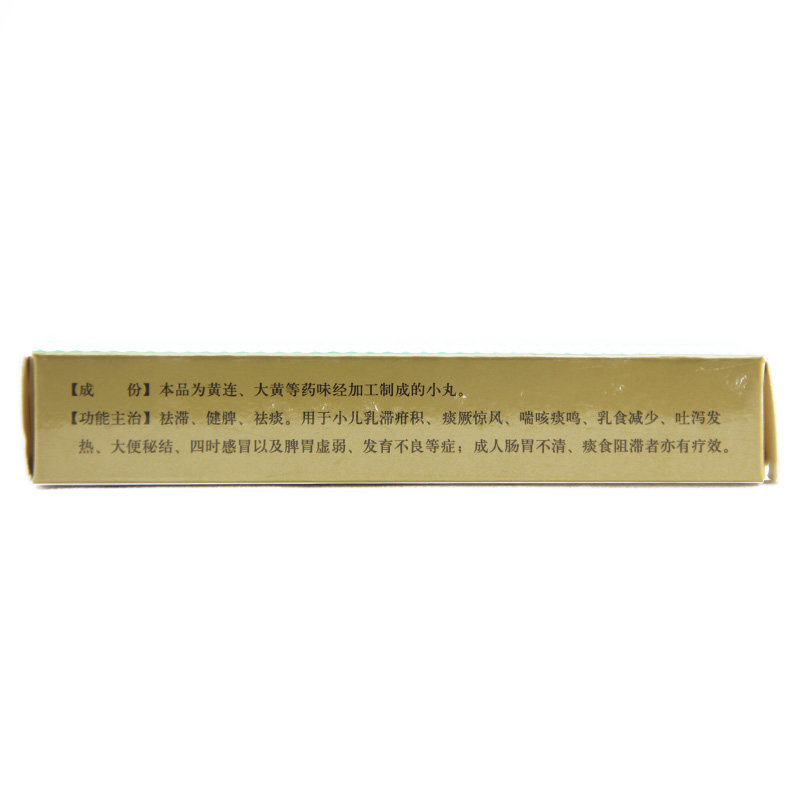 【成　份】本品为黄连、大黄等药味经加工制成的小丸。
【功能主治】祛滞、健脾、祛痰。用于小儿乳滞疳积、痰厥惊风、喘咳痰鸣、乳食减少、吐泻发
热、大便秘结、四时感冒以及脾胃虚弱、发育不良等症；成人肠胃不清、痰食阻滞者亦有疗效。